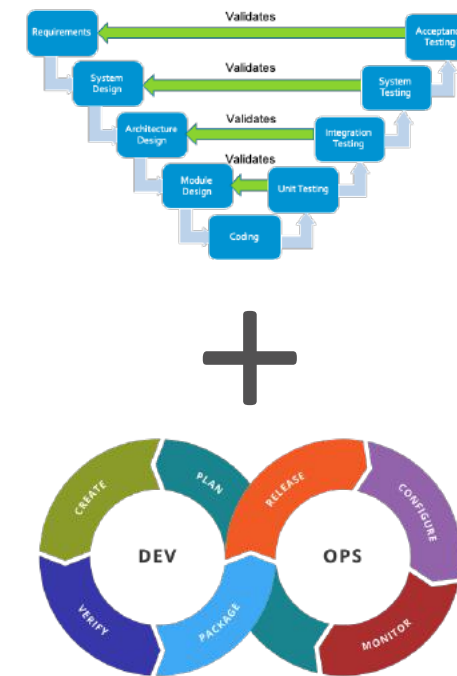 Validates
Requirements
Acceptanc
Testing
Validates
System
Design
System
Testing
Validates
Architecture
Design
Integration
Testing
Validates
Module
Design
Unit Testing
Coding
CREATE
PLAN
RELEASE
CONFIGURE
DEV
OPS
VERIFY
PACKAGE
MONITOR